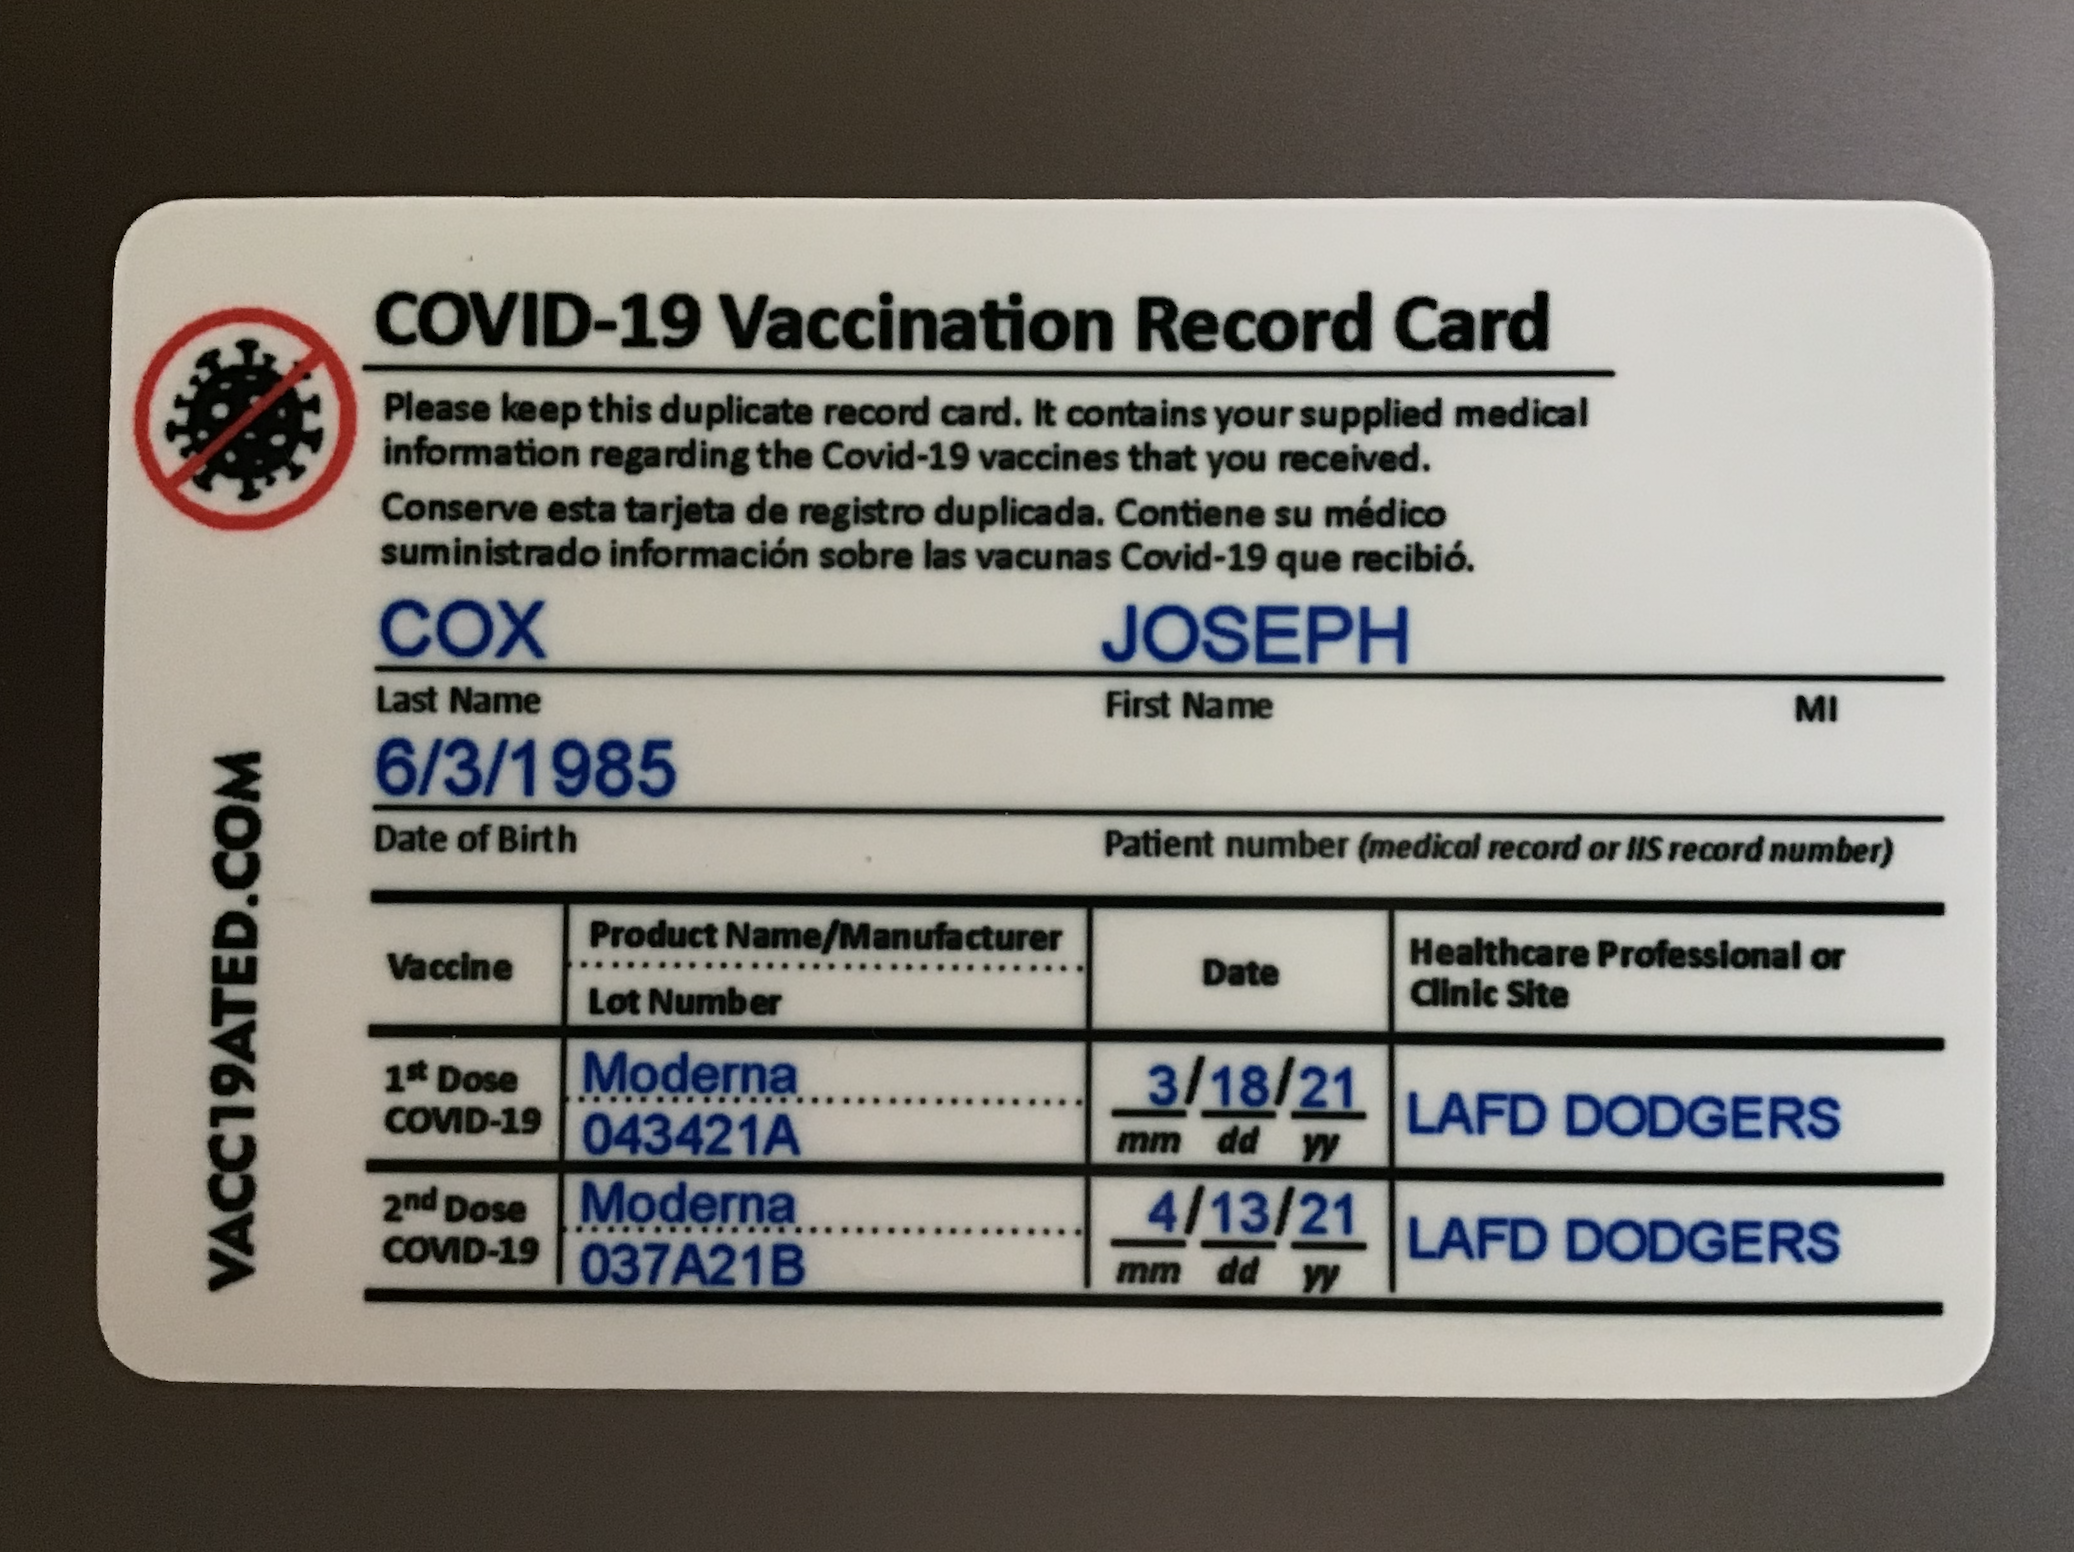 COVID-19 Vaccination Record Card
Please keep this duplicate record card. It contains your supplied medical
information regarding the Covid-19 vaccines that you received.
Conserve esta tarjeta de registro duplicada. Contiene su médico
suministrado información sobre las vacunas Covid-19 que recibió.
COX JOSEPH
Last Name First Name MI
6/3/1985
Date of Birth Patient number (medical record or IIS record number)
Vaccine
Product Name/Manufacturer
Lot Number
Date
Healthcare Professional or
Clinic Site
1st Dose
COVID-19
Moderna
043421A
3/18/21
mm dd yy
LAFD DODGERS
2nd Dose
COVID-19
Moderna
037A21B
4/13/21
mm dd yy
LAFD DODGERS
VACC19ATED.COM